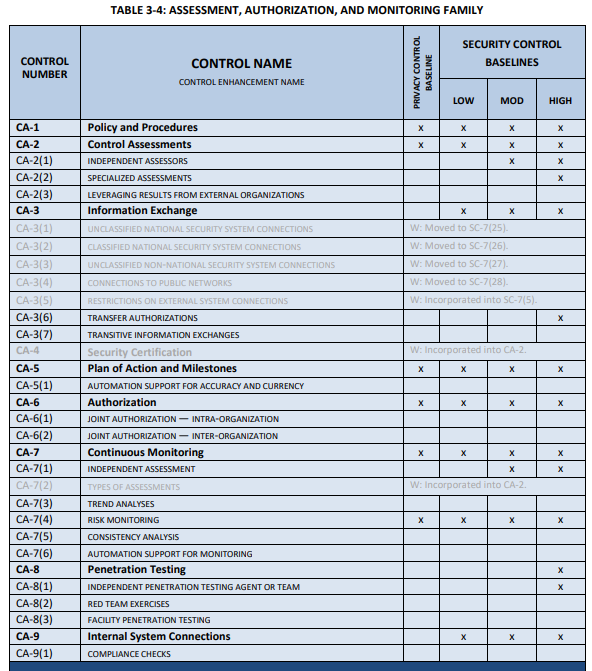 TABLE 3-4: ASSESSMENT, AUTHORIZATION, AND MONITORING FAMILY
CONTROL NUMBER CONTROL NAME CONTROL ENHANCEMENT NAME PRIVACY CONTROL BASELINE SECURITY CONTROL BASELINES
LOW MOD HIGH
CA-1 Policy and Procedures x x x x
CA-2 Control Assessments x x x x
CA-2(1) INDEPENDENT ASSESSORS x x
CA-2(2) SPECIALIZED ASSESSMENTS x
CA-2(3) LEVERAGING RESULTS FROM EXTERNAL ORGANIZATIONS
CA-3 Information Exchange x x x
CA-3(1) UNCLASSIFIED NATIONAL SECURITY SYSTEM CONNECTIONS W: Moved to SC-7(25).
CA-3(2) CLASSIFIED NATIONAL SECURITY SYSTEM CONNECTIONS W: Moved to SC-7(26).
CA-3(3) UNCLASSIFIED NON-NATIONAL SECURITY SYSTEM CONNECTIONS W: Moved to SC-7(27).
CA-3(4) CONNECTIONS TO PUBLIC NETWORKS W: Moved to SC-7(28).
CA-3(5) RESTRICTIONS ON EXTERNAL SYSTEM CONNECTIONS W: Incorporated into SC-7(5).
CA-3(6) TRANSFER AUTHORIZATIONS x
CA-3(7) TRANSITIVE INFORMATION EXCHANGES
CA-4 Security Certification W: Incorporated into CA-2.
CA-5 Plan of Action and Milestones x x x x
CA-5(1) AUTOMATION SUPPORT FOR ACCURACY AND CURRENCY
CA-6 Authorization x x x x
CA-6(1) JOINT AUTHORIZATION — INTRA-ORGANIZATION
CA-6(2) JOINT AUTHORIZATION — INTER-ORGANIZATION
CA-7 Continuous Monitoring x x x x
CA-7(1) INDEPENDENT ASSESSMENT x x
CA-7(2) TYPES OF ASSESSMENTS W: Incorporated into CA-2.
CA-7(3) TREND ANALYSES
CA-7(4) RISK MONITORING x x x x
CA-7(5) CONSISTENCY ANALYSIS
CA-7(6) AUTOMATION SUPPORT FOR MONITORING
CA-8 Penetration Testing x
CA-8(1) INDEPENDENT PENETRATION TESTING AGENT OR TEAM x
CA-8(2) RED TEAM EXERCISES
CA-8(3) FACILITY PENETRATION TESTING
CA-9 Internal System Connections x x x
CA-9(1) COMPLIANCE CHECKS